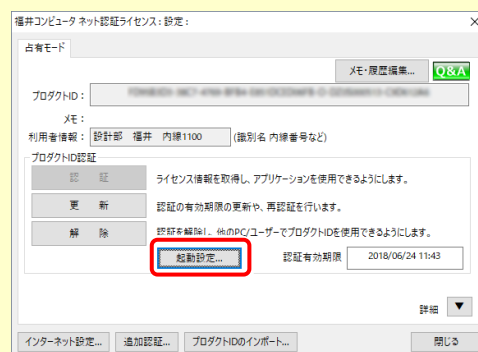 福井コンピュータ ネット認証ライセンス : 設定 :
占有モード
メモ・履歴編集... Q&A
プロダクトID :
メモ :
利用者情報 : 設計部 福井 内線1100 (識別名 内線番号など)
プロダクトID認証
認 証 ライセンス情報を取得し、アプリケーションを使用できるようにします。
更 新 認証の有効期限の更新や、再認証を行います。
解 除 認証を解除し、他のPC/ユーザーでプロダクトIDを使用できるようにします。
起動設定... 認証有効期限 2018/06/24 11:43
詳細 ▼
インターネット設定... 追加認証... プロダクトIDのインポート... 閉じる